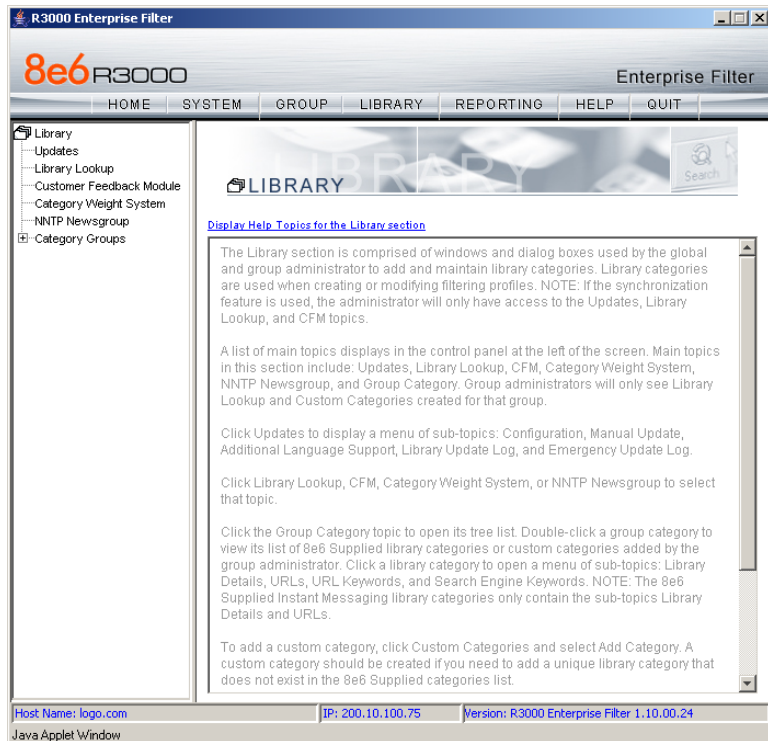 R3000 Enterprise Filter
8e6 R3000
Enterprise Filter
HOME SYSTEM GROUP LIBRARY REPORTING HELP QUIT
Library
Updates
Library Lookup
Customer Feedback Module
Category Weight System
NNTP Newsgroup
Category Groups
LIBRARY
LIBRARY
Search
Display Help Topics for the Library section
The Library section is comprised of windows and dialog boxes used by the global
and group administrator to add and maintain library categories. Library categories
are used when creating or modifying filtering profiles. NOTE: If the synchronization
feature is used, the administrator will only have access to the Updates, Library
Lookup, and CFM topics.
A list of main topics displays in the control panel at the left of the screen. Main topics
in this section include: Updates, Library Lookup, CFM, Category Weight System,
NNTP Newsgroup, and Group Category. Group administrators will only see Library
Lookup and Custom Categories created for that group.
Click Updates to display a menu of sub-topics: Configuration, Manual Update,
Additional Language Support, Library Update Log, and Emergency Update Log.
Click Library Lookup, CFM, Category Weight System, or NNTP Newsgroup to select
that topic.
Click the Group Category topic to open its tree list. Double-click a group category to
view its list of 8e6 Supplied library categories or custom categories added by the
group administrator. Click a library category to open a menu of sub-topics: Library
Details, URLs, URL Keywords, and Search Engine Keywords. NOTE: The 8e6
Supplied Instant Messaging library categories only contain the sub-topics Library
Details and URLs.
To add a custom category, click Custom Categories and select Add Category. A
custom category should be created if you need to add a unique library category that
does not exist in the 8e6 Supplied categories list.
Host Name: logo.com
IP: 200.10.100.75
Version: R3000 Enterprise Filter 1.10.00.24
Java Applet Window